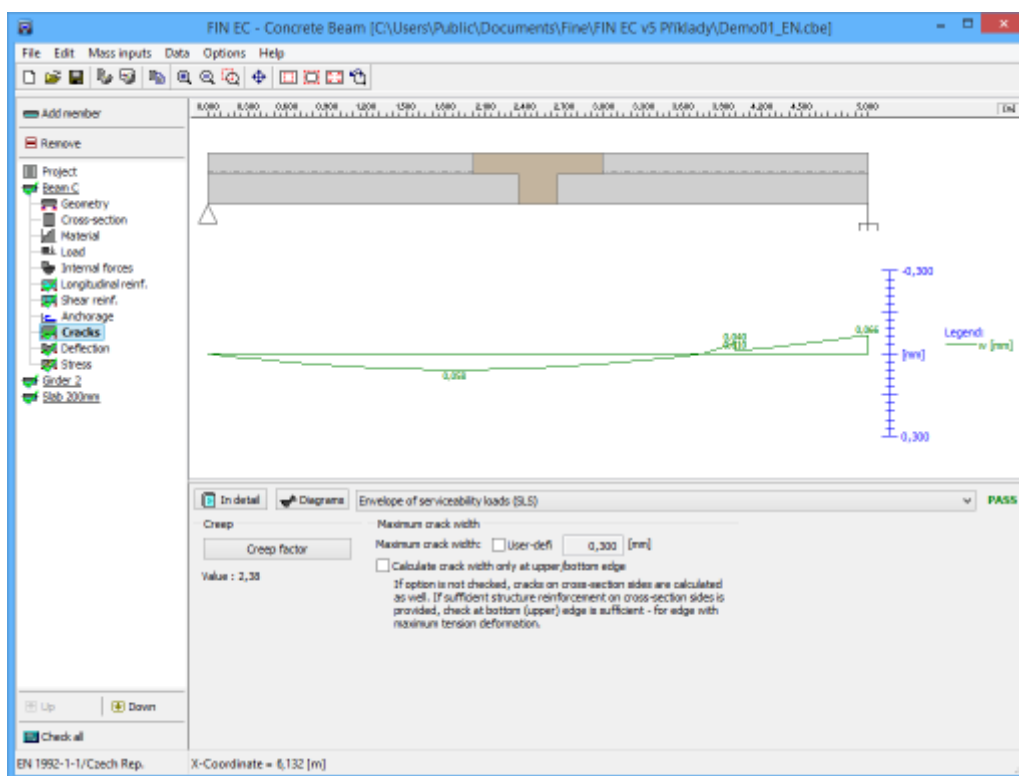 FIN EC - Concrete Beam [C:\Users\Public\Documents\Fine\FIN EC v5 Příklady\Demo01_EN.cbe]
File Edit Mass inputs Data Options Help
Add member
Remove
Project
Beam C
Geometry
Cross-section
Material
Load
Internal forces
Longitudinal reinf.
Shear reinf.
Anchorage
Cracks
Deflection
Stress
Girder 2
Slab 200mm
-0,300
0,040
0,066
0,058
[mm]
0,300
Legend:
w [mm]
In detail Diagrams Envelope of serviceability loads (SLS) PASS
Creep
Creep factor
Value : 2,38
Maximum crack width
Maximum crack width: User-defi 0,300 [mm]
Calculate crack width only at upper/bottom edge
If option is not checked, cracks on cross-section sides are calculated
as well. If sufficient structure reinforcement on cross-section sides is
provided, check at bottom (upper) edge is sufficient - for edge with
maximum tension deformation.
Up Down
Check all
EN 1992-1-1/Czech Rep. X-Coordinate = 6,132 [m]